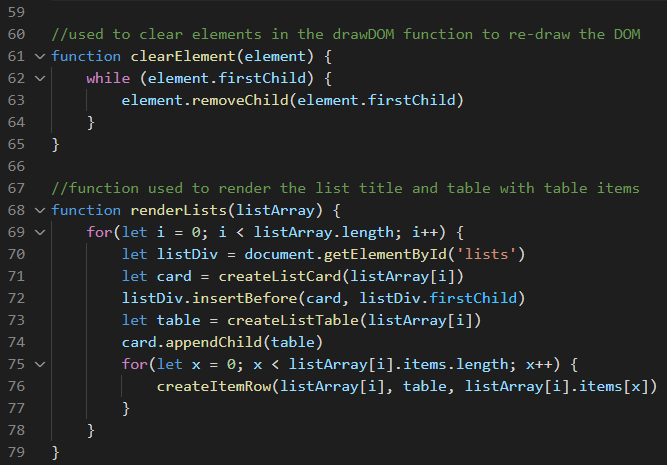 59
60 //used to clear elements in the drawDOM function to re-draw the DOM
61 function clearElement(element) {
62     while (element.firstChild) {
63         element.removeChild(element.firstChild)
64     }
65 }
66
67 //function used to render the list title and table with table items
68 function renderLists(listArray) {
69     for(let i = 0; i < listArray.length; i++) {
70         let listDiv = document.getElementById('lists')
71         let card = createListCard(listArray[i])
72         listDiv.insertBefore(card, listDiv.firstChild)
73         let table = createListTable(listArray[i])
74         card.appendChild(table)
75         for(let x = 0; x < listArray[i].items.length; x++) {
76             createItemRow(listArray[i], table, listArray[i].items[x])
77         }
78     }
79 }